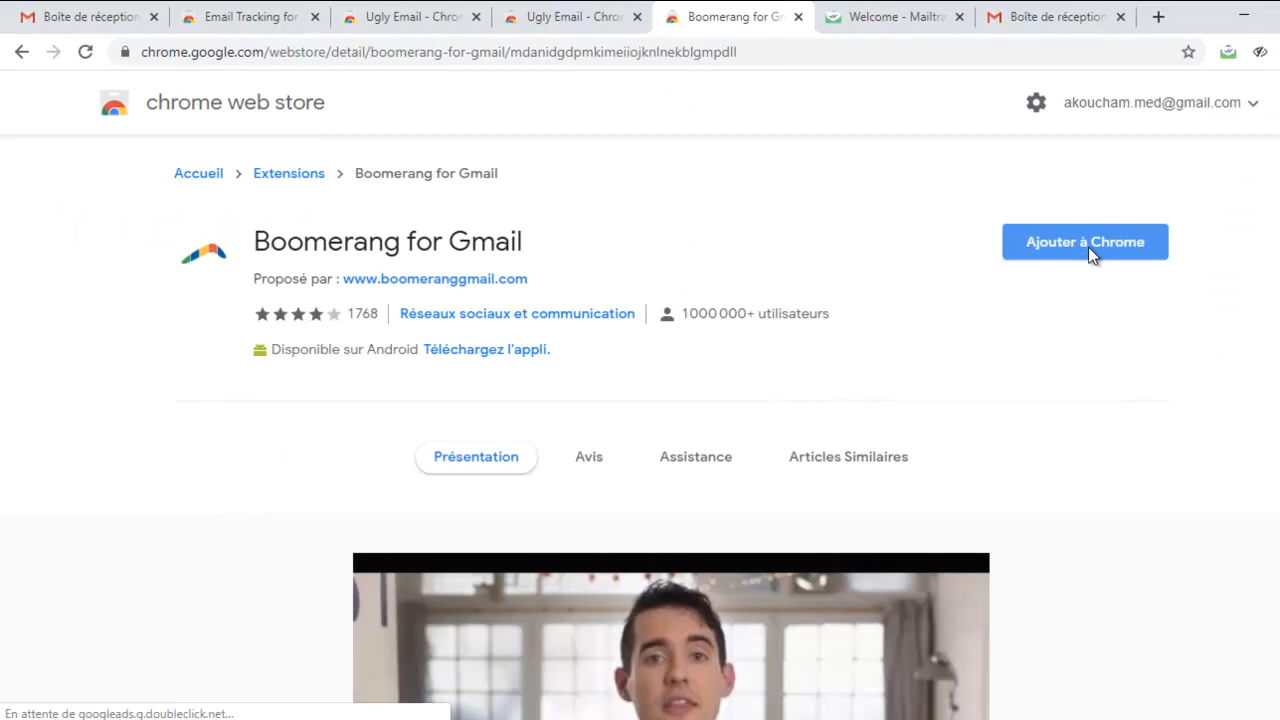 Boîte de réception
Email Tracking for
Ugly Email - Chro
Ugly Email - Chro
Boomerang for G
Welcome - Mailtra
Boîte de réception
chrome.google.com/webstore/detail/boomerang-for-gmail/mdanidgdpmkimeiiojknlnekblgmpdll
chrome web store
akoucham.med@gmail.com
Accueil > Extensions > Boomerang for Gmail
Boomerang for Gmail
Ajouter à Chrome
Proposé par : www.boomeranggmail.com
1768 | Réseaux sociaux et communication | 1 000 000+ utilisateurs
Disponible sur Android Téléchargez l'appli.
Présentation Avis Assistance Articles Similaires
En attente de googleads.g.doubleclick.net...